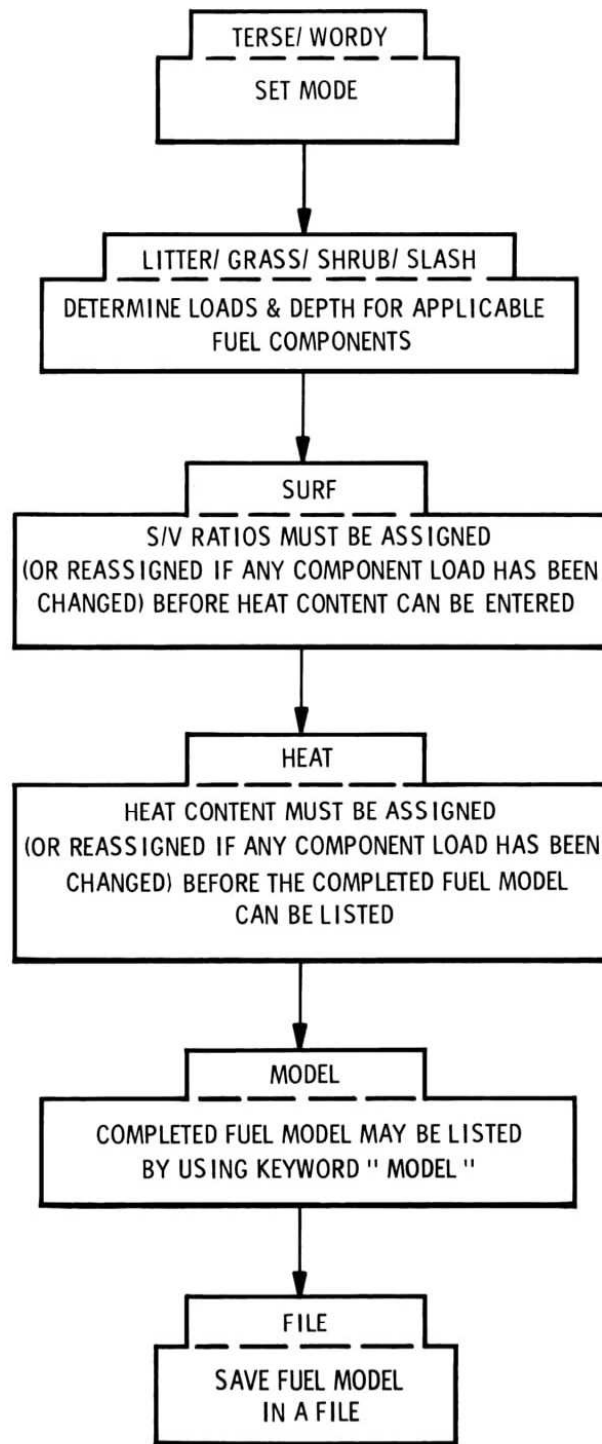 TERSE/ WORDY
SET MODE
LITTER/ GRASS/ SHRUB/ SLASH
DETERMINE LOADS & DEPTH FOR APPLICABLE
FUEL COMPONENTS
SURF
S/V RATIOS MUST BE ASSIGNED
(OR REASSIGNED IF ANY COMPONENT LOAD HAS BEEN
CHANGED) BEFORE HEAT CONTENT CAN BE ENTERED
HEAT
HEAT CONTENT MUST BE ASSIGNED
(OR REASSIGNED IF ANY COMPONENT LOAD HAS BEEN
CHANGED) BEFORE THE COMPLETED FUEL MODEL
CAN BE LISTED
MODEL
COMPLETED FUEL MODEL MAY BE LISTED
BY USING KEYWORD " MODEL "
FILE
SAVE FUEL MODEL
IN A FILE